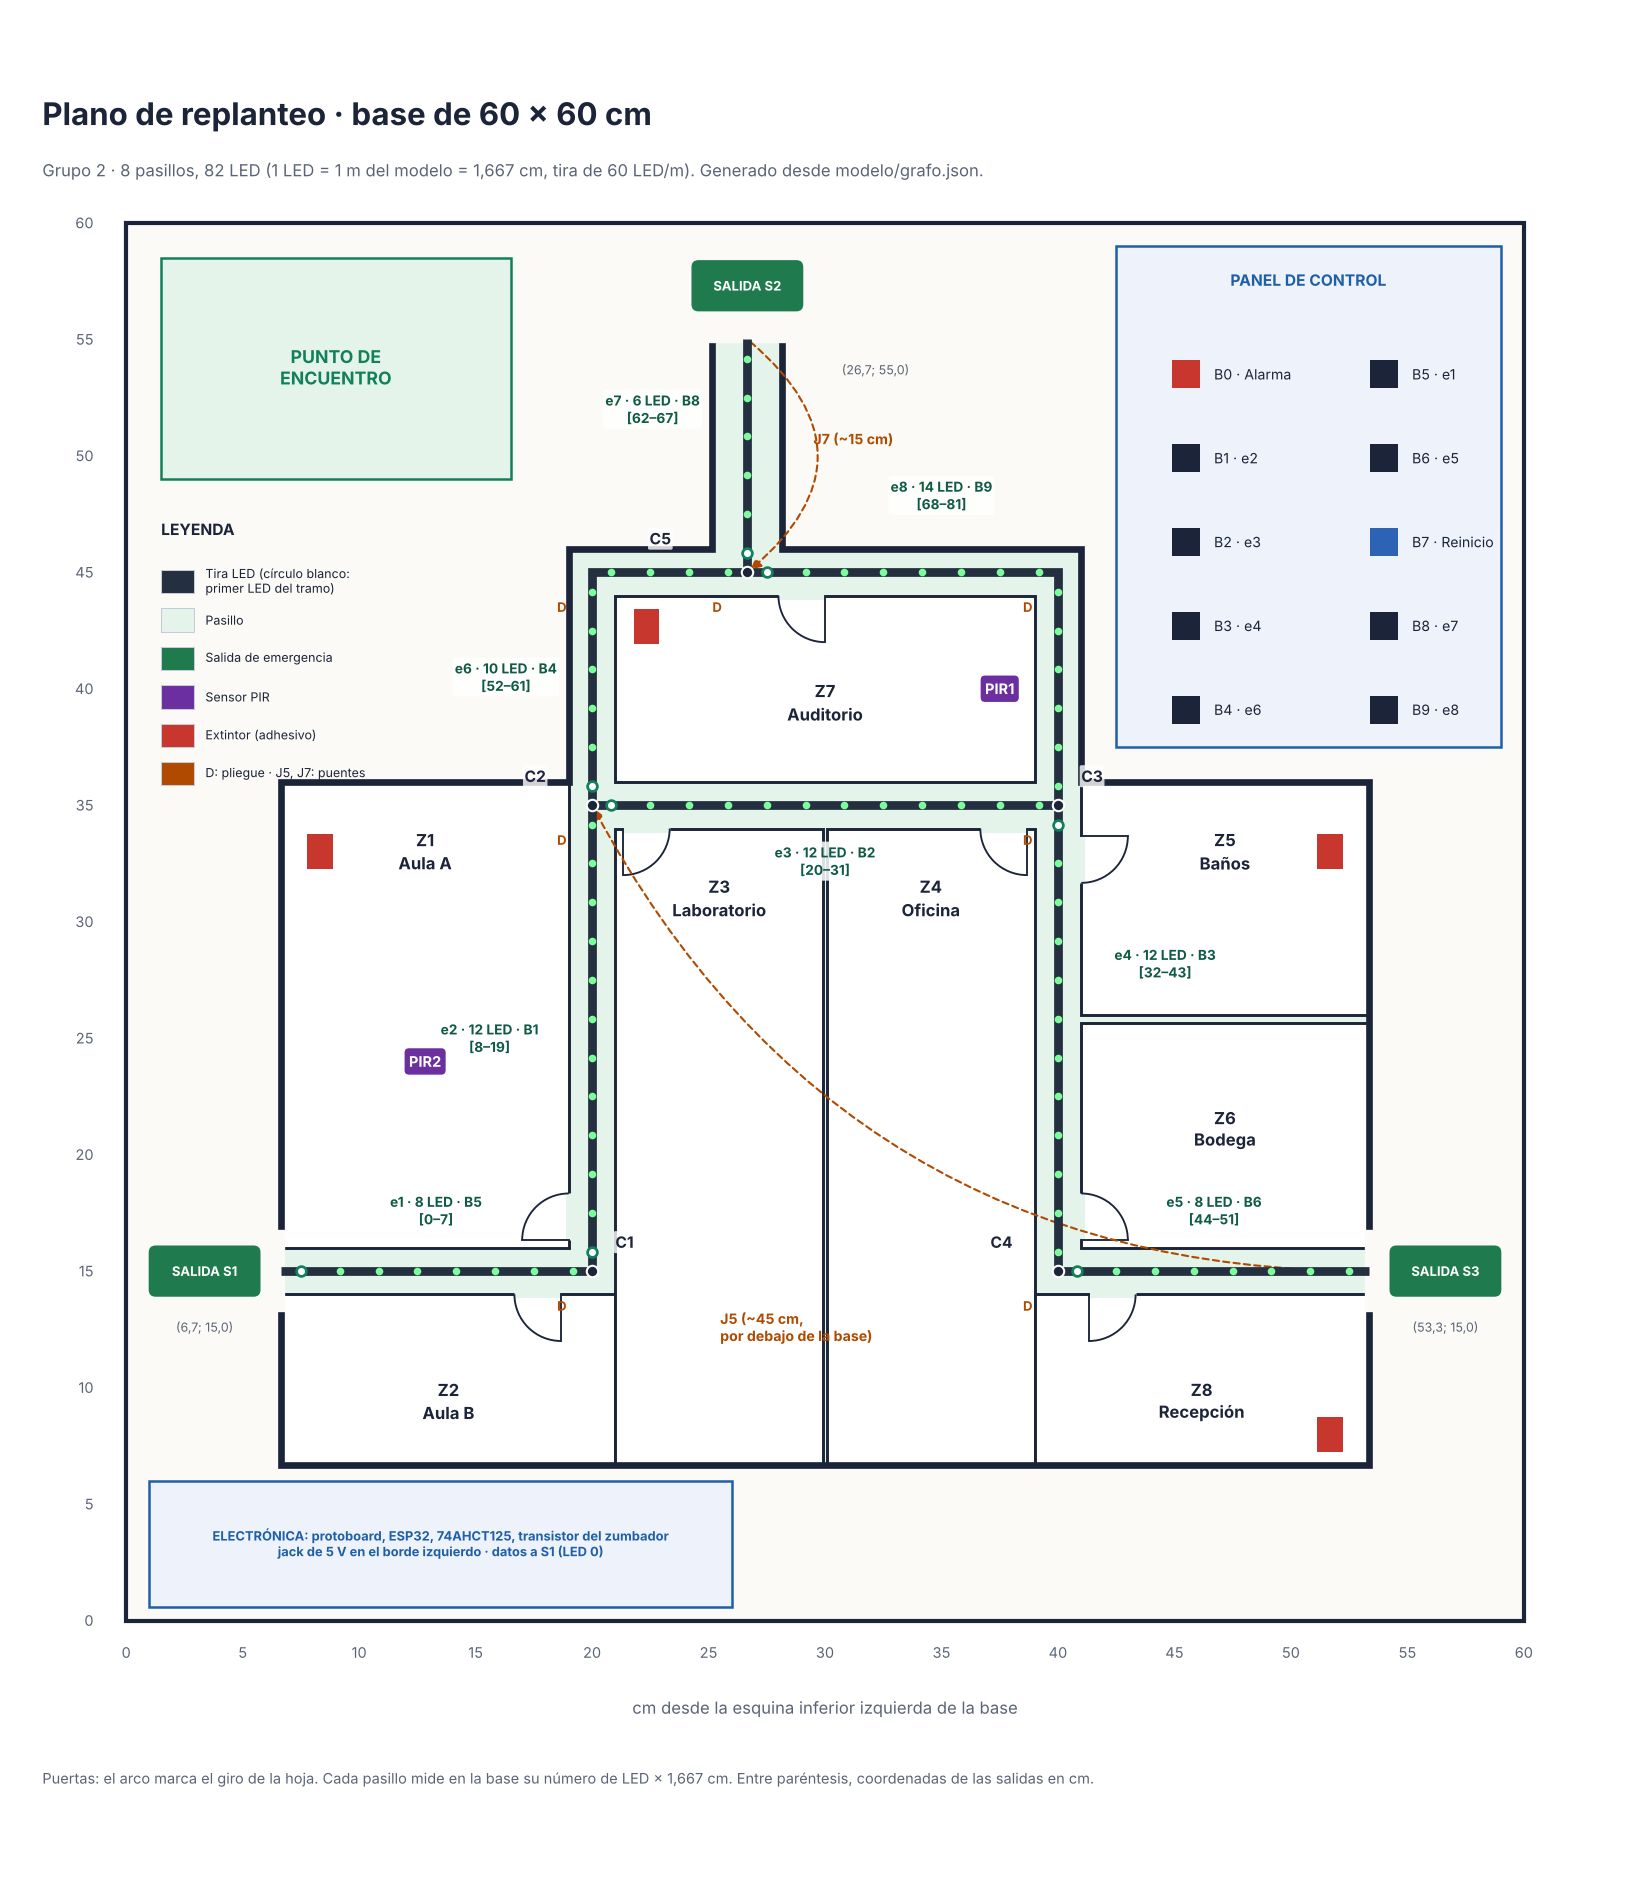 Plano de replanteo · base de 60 × 60 cm
Grupo 2 · 8 pasillos, 82 LED (1 LED = 1 m del modelo = 1,667 cm, tira de 60 LED/m). Generado desde modelo/grafo.json.
60
55
50
45
40
35
30
25
20
15
10
5
0
PUNTO DE
ENCUENTRO
SALIDA S2
(26,7; 55,0)
e7 · 6 LED · B8
[62–67]
J7 (~15 cm)
e8 · 14 LED · B9
[68–81]
PANEL DE CONTROL
B0 · Alarma
B5 · e1
B1 · e2
B6 · e5
B2 · e3
B7 · Reinicio
B3 · e4
B8 · e7
B4 · e6
B9 · e8
LEYENDA
Tira LED (círculo blanco:
primer LED del tramo)
Pasillo
Salida de emergencia
Sensor PIR
Extintor (adhesivo)
D: pliegue · J5, J7: puentes
C5
D
D
D
e6 · 10 LED · B4
[52–61]
Z7
Auditorio
PIR1
C2
C3
Z1
Aula A
D
e3 · 12 LED · B2
[20–31]
D
Z5
Baños
Z3
Laboratorio
Z4
Oficina
e4 · 12 LED · B3
[32–43]
e2 · 12 LED · B1
[8–19]
PIR2
Z6
Bodega
e1 · 8 LED · B5
[0–7]
e5 · 8 LED · B6
[44–51]
C1
C4
SALIDA S1
SALIDA S3
(6,7; 15,0)
(53,3; 15,0)
D
D
J5 (~45 cm,
por debajo de la base)
Z2
Aula B
Z8
Recepción
ELECTRÓNICA: protoboard, ESP32, 74AHCT125, transistor del zumbador
jack de 5 V en el borde izquierdo · datos a S1 (LED 0)
0
5
10
15
20
25
30
35
40
45
50
55
60
cm desde la esquina inferior izquierda de la base
Puertas: el arco marca el giro de la hoja. Cada pasillo mide en la base su número de LED × 1,667 cm. Entre paréntesis, coordenadas de las salidas en cm.